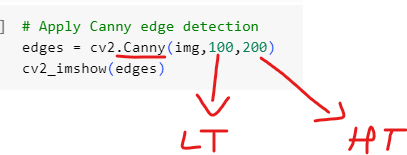 ] # Apply Canny edge detection
edges = cv2.Canny(img,100,200)
cv2_imshow(edges)
LT
HT